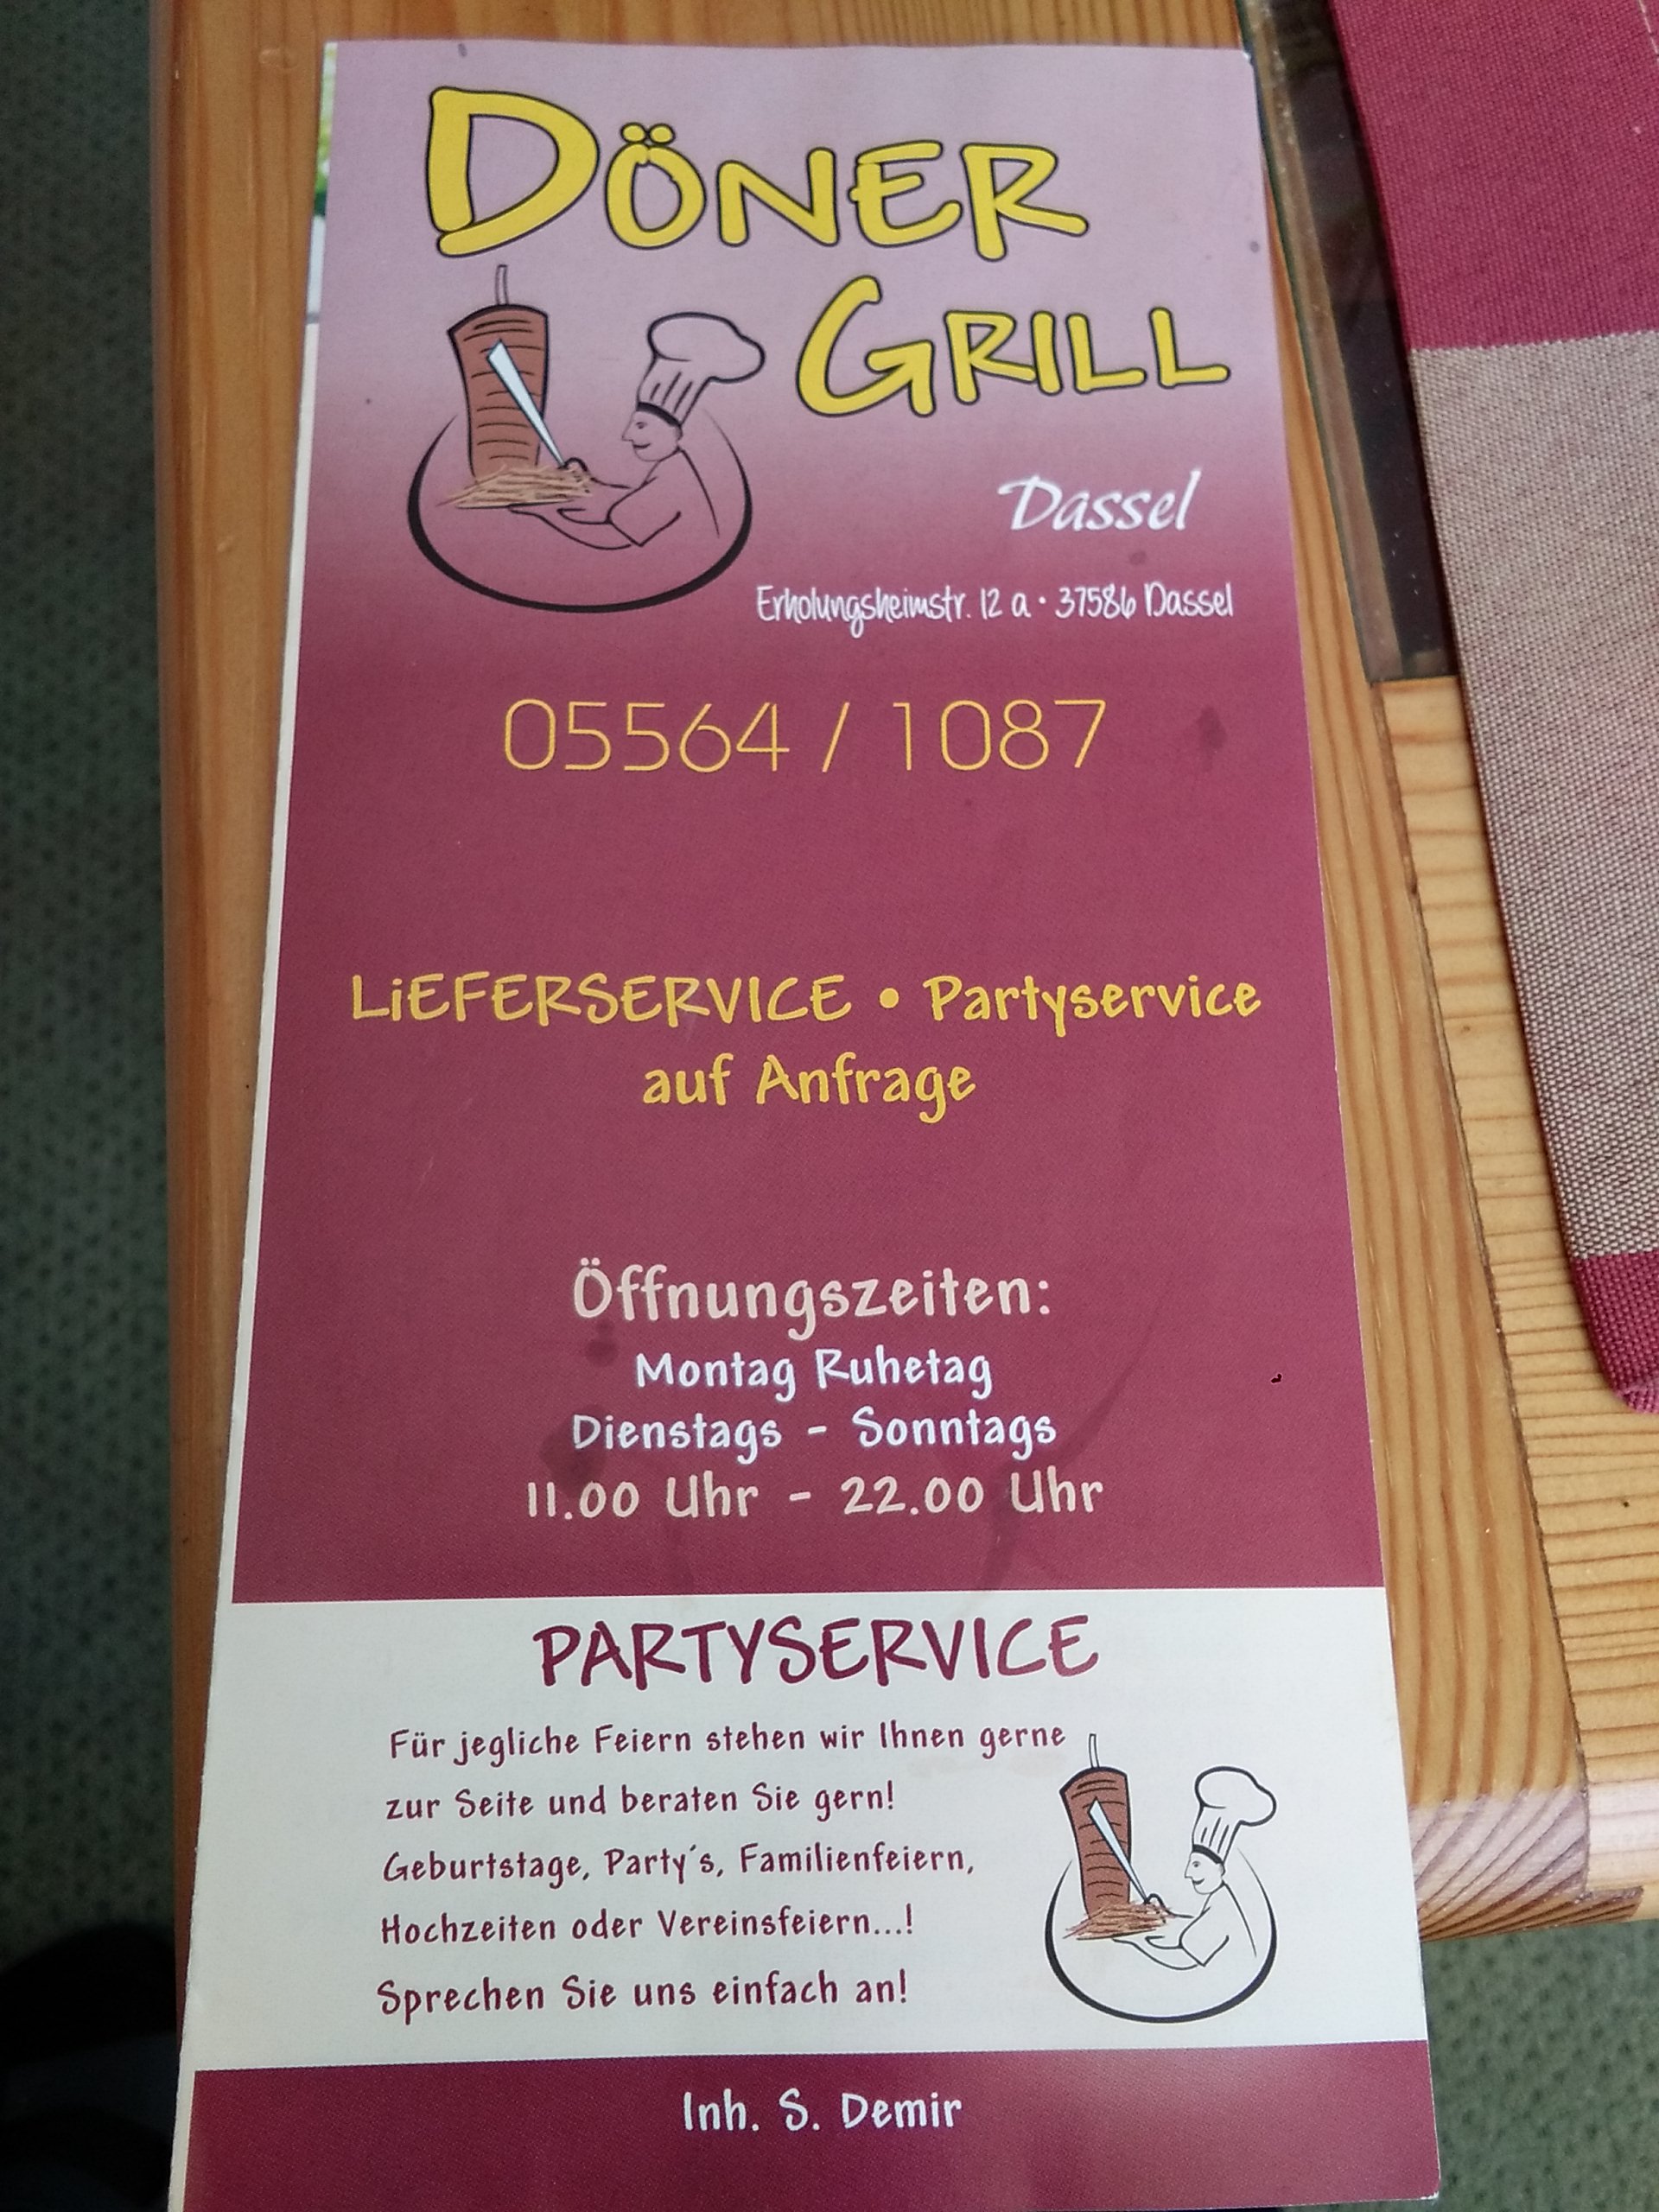 DÖNER
GRILL
Dassel
Erholungsheimstr. 12 a • 37586 Dassel
05564 / 1087
LiEFERSERVICE • Partyservice
auf Anfrage
Öffnungszeiten:
Montag Ruhetag
Dienstags - Sonntags
11.00 Uhr - 22.00 Uhr
PARTYSERVICE
Für jegliche Feiern stehen wir Ihnen gerne
zur Seite und beraten Sie gern!
Geburtstage, Party´s, Familienfeiern,
Hochzeiten oder Vereinsfeiern...!
Sprechen Sie uns einfach an!
Inh. S. Demir